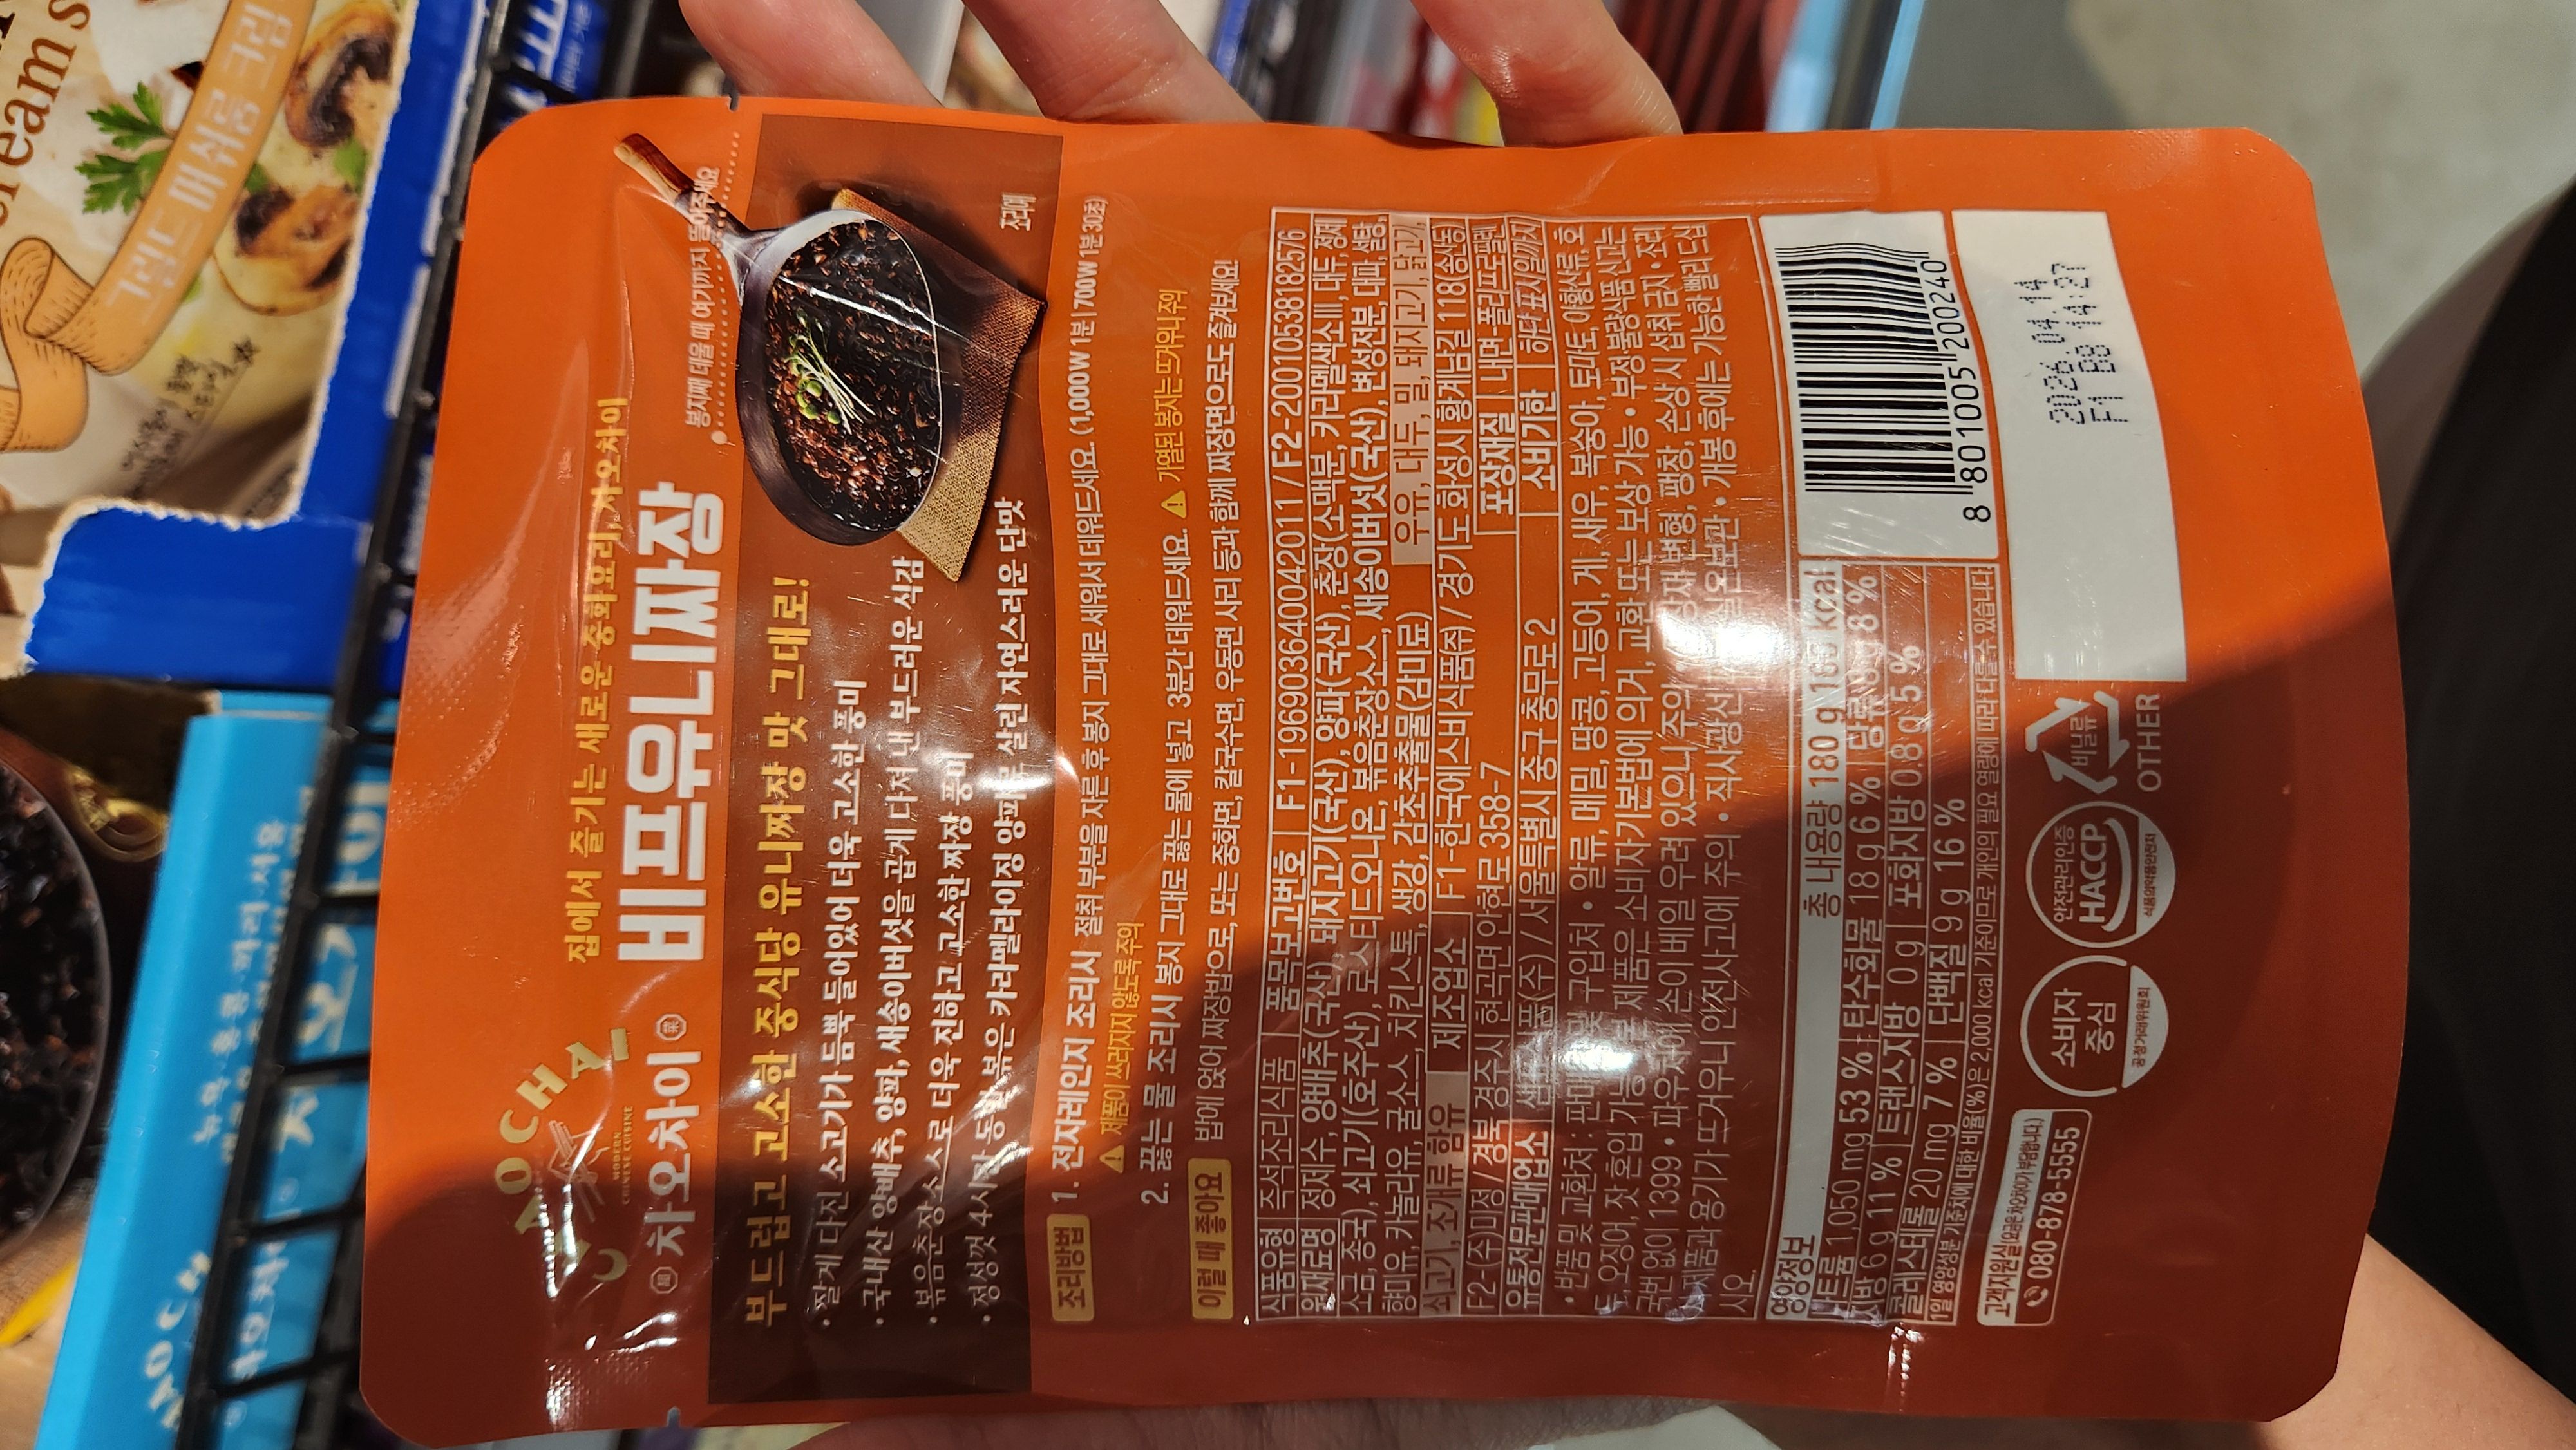 cream s
그릴드 머쉬룸 크림
뉴욕·홍콩·파리·서울
CHAOCHAI
MODERN
CHINESE CUISINE
차오차이
집에서 즐기는 새로운 중화요리, 차오차이
비프유니짜장
봉지째 데울 때 여기까지 뜯어주세요
부드럽고 고소한 중식당 유니짜장 맛 그대로!
• 잘게 다진 소고기가 듬뿍 들어있어 더욱 고소한 풍미
• 국내산 양배추, 양파, 새송이버섯을 곱게 다져 낸 부드러운 식감
• 볶음춘장소스로 더욱 진하고 고소한 짜장 풍미
• 정성껏 4시간 동안 볶은 카라멜라이징 양파로 살린 자연스러운 단맛
조리예
조리방법 1. 전자레인지 조리시 절취 부분을 자른 후 봉지 그대로 세워서 데워드세요. (1,000W 1분 | 700W 1분 30초)
⚠ 제품이 쓰러지지 않도록 주의
2. 끓는 물 조리시 봉지 그대로 끓는 물에 넣고 3분간 데워드세요. ⚠ 가열된 봉지는 뜨거우니 주의
이럴 때 좋아요 밥에 얹어 짜장밥으로, 또는 중화면, 칼국수면, 우동면 사리 등과 함께 짜장면으로도 즐겨보세요!
식품유형 즉석조리식품 품목보고번호 F1-196903640042011 / F2-20010538182576
원재료명 정제수, 양배추(국산), 돼지고기(국산), 양파(국산), 춘장(소맥분, 카라멜색소III, 대두, 정제
소금, 종국), 쇠고기(호주산), 로스티드오니온, 볶음춘장소스, 새송이버섯(국산), 변성전분, 대파, 설탕,
향미유, 카놀라유, 굴소스, 치킨스톡, 생강, 감초추출물(감미료) 우유, 대두, 밀, 돼지고기, 닭고기,
쇠고기, 조개류 함유 제조업소 F1-한국에스비식품㈜ / 경기도 화성시 황계남길 118(송산동)
F2-(주)미정 / 경북 경주시 현곡면 안현로 358-7 포장재질 내면-폴리프로필렌
유통전문판매업소 샘표식품(주) / 서울특별시 중구 충무로 2 소비기한 하단 표시일까지
• 반품 및 교환처 : 판매처 및 구입처 • 알류, 메밀, 땅콩, 고등어, 게, 새우, 복숭아, 토마토, 아황산류, 호
두, 오징어, 잣 혼입 가능 본 제품은 소비자기본법에 의거, 교환 또는 보상 가능 • 부정·불량식품 신고는
국번 없이 1399 • 파우치에 손이 베일 우려 있으니 주의 • 포장재 변형, 팽창, 손상 시 섭취 금지 • 조리
제품과 용기가 뜨거우니 안전사고에 주의 • 직사광선 실온보관 • 개봉 후에는 가능한 빨리 드십
시오.
영양정보 총 내용량 180 g kcal
나트륨 1,050 mg 53 % 탄수화물 18 g 6 % 당류 8 %
지방 6 g 11 % 트랜스지방 0 g 포화지방 0.8 g 5 %
콜레스테롤 20 mg 7 % 단백질 9 g 16 %
1일 영양성분 기준치에 대한 비율(%)은 2,000 kcal 기준이므로 개인의 필요 열량에 따라 다를 수 있습니다.
8 801005 200240
고객지원실(요금은 차오차이가 부담합니다.)
080-878-5555
소비자
중심
공정거래위원회
안전관리인증
HACCP
식품의약품안전처
비닐류
OTHER
2026.04.14
F1 B8 14:27